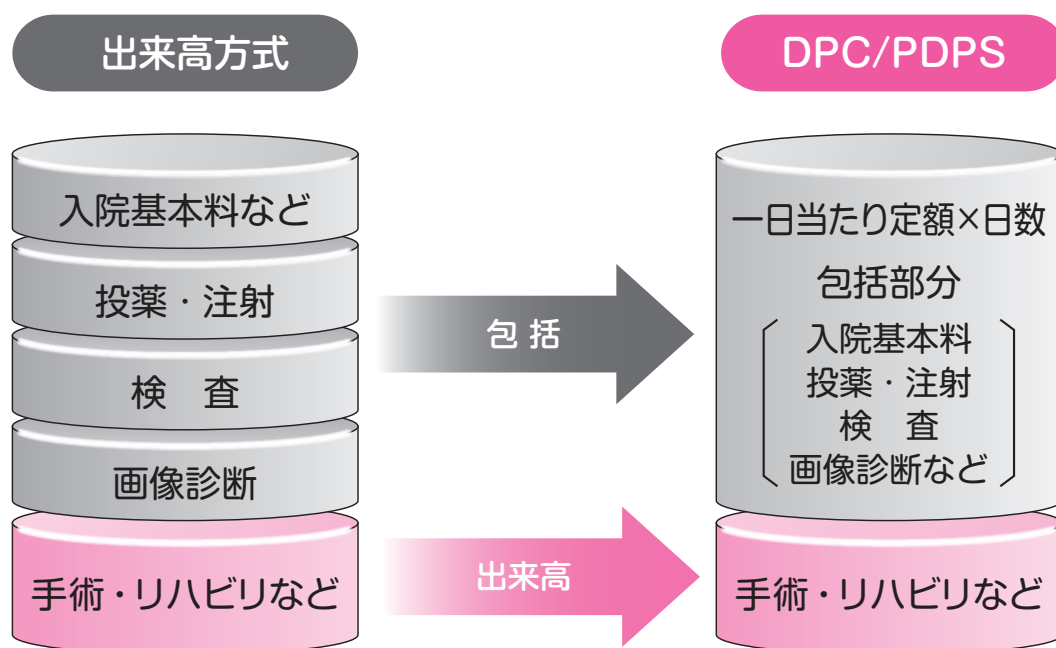 出来高方式
入院基本料など
投薬・注射
検　査
画像診断
手術・リハビリなど
包 括
出来高
DPC/PDPS
一日当たり定額×日数
包括部分
入院基本料
投薬・注射
検　査
画像診断など
手術・リハビリなど